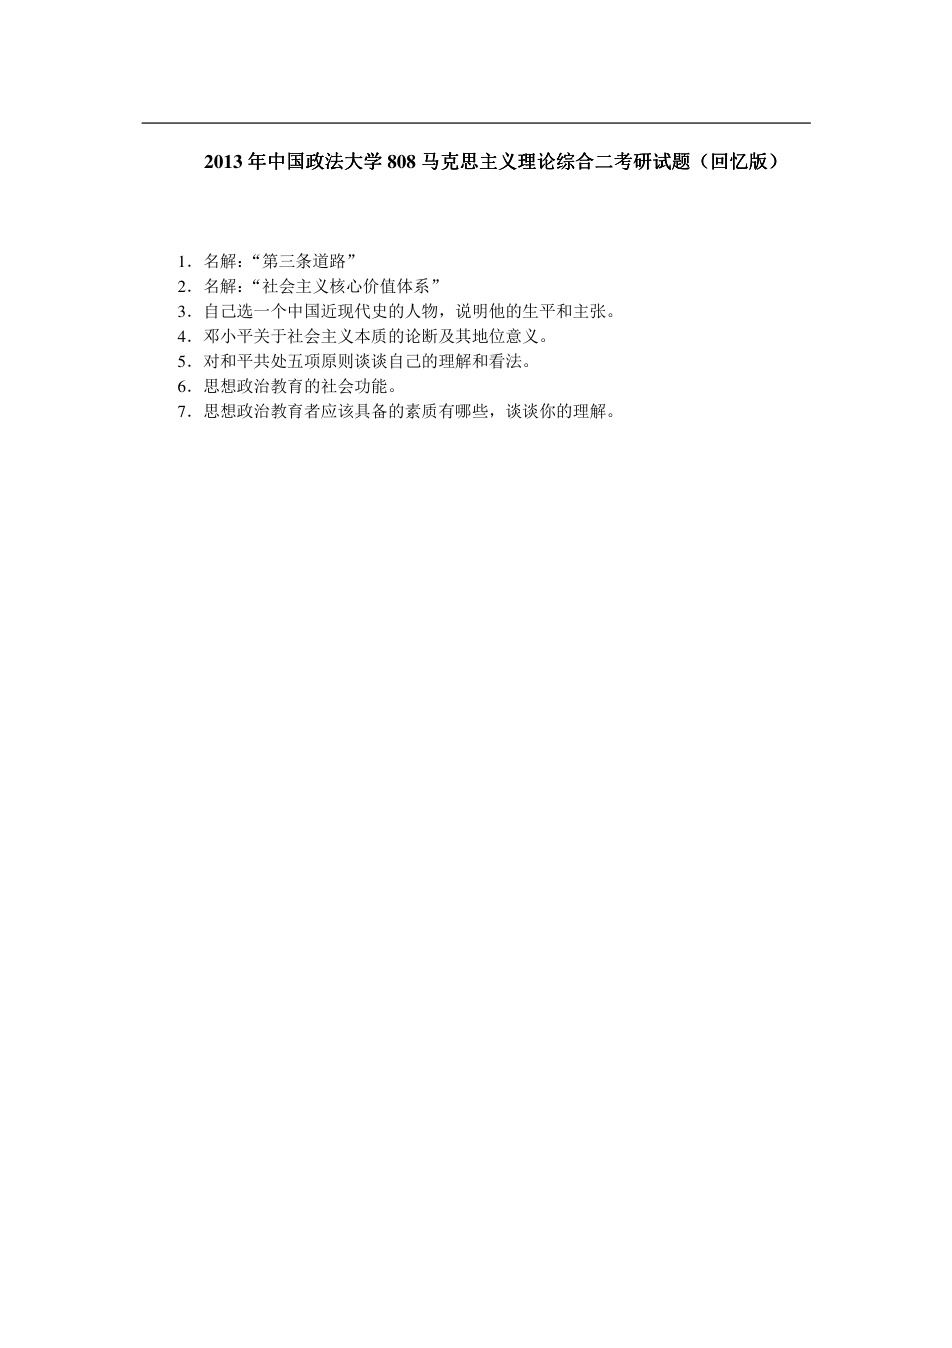 2013 年中国政法大学 808 马克思主义理论综合二考研试题（回忆版）
1．名解：“第三条道路”
2．名解：“社会主义核心价值体系”
3．自己选一个中国近现代史的人物，说明他的生平和主张。
4．邓小平关于社会主义本质的论断及其地位意义。
5．对和平共处五项原则谈谈自己的理解和看法。
6．思想政治教育的社会功能。
7．思想政治教育者应该具备的素质有哪些，谈谈你的理解。